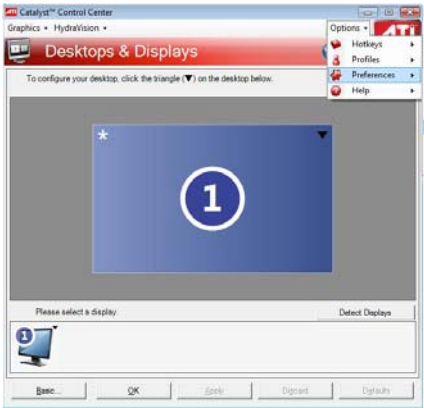 ATI Catalyst™ Control Center
Graphics • HydraVision • Options •
ATI
Hotkeys
Profiles
Preferences
Help
Desktops & Displays
To configure your desktop, click the triangle (▼) on the desktop below.
1
Please select a display.
Detect Displays
1
Basic...
OK
Apply
Discard
Defaults